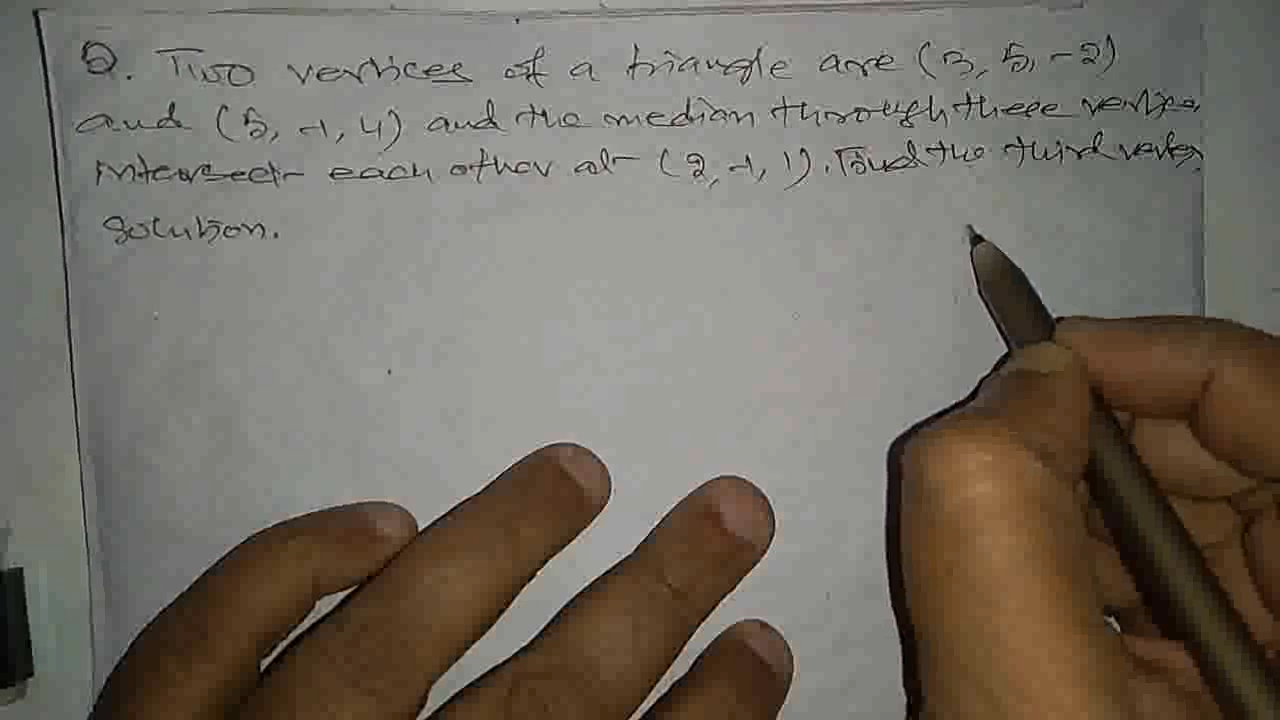 Q. Two vertices of a triangle are (3, 5, -2)
and (5, -1, 4) and the median through these vertices
intersect each other at (2, -1, 1). Find the third vertex.
Solution.